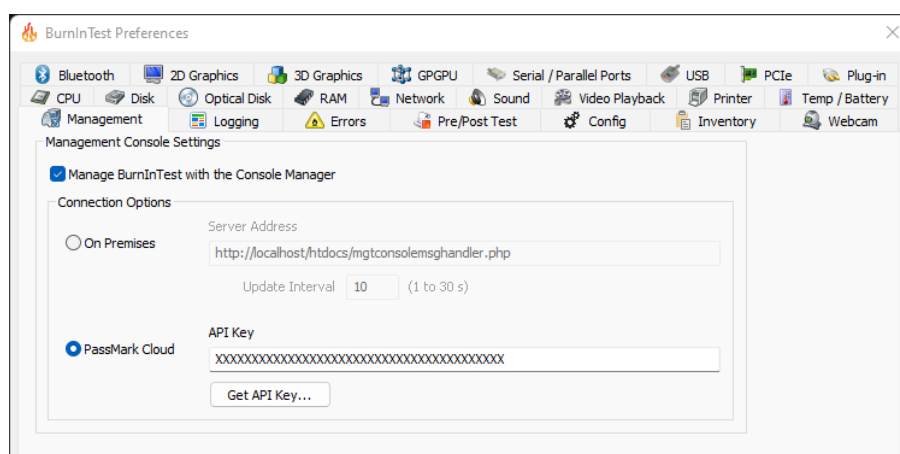 BurnInTest Preferences
Bluetooth 2D Graphics 3D Graphics GPGPU Serial / Parallel Ports USB PCIe Plug-in
CPU Disk Optical Disk RAM Network Sound Video Playback Printer Temp / Battery
Management Logging Errors Pre/Post Test Config Inventory Webcam
Management Console Settings
Manage BurnInTest with the Console Manager
Connection Options
Server Address
On Premises
http://localhost/htdocs/mgtconsolemsghandler.php
Update Interval 10 (1 to 30 s)
API Key
PassMark Cloud
XXXXXXXXXXXXXXXXXXXXXXXXXXXXXXXXXXXXXXXX
Get API Key...